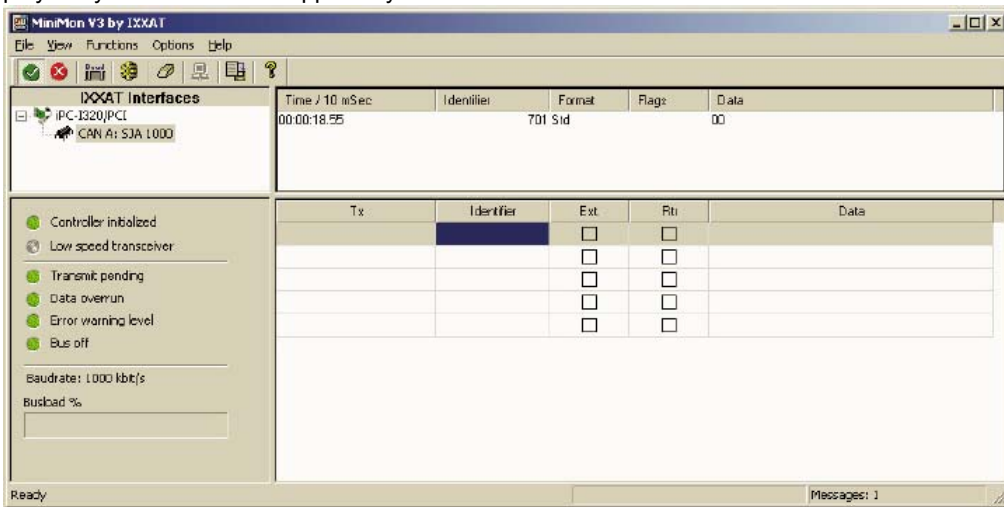 MiniMon V3 by IXXAT
File View Functions Options Help
IXXAT Interfaces
iPC-I320/PCI
CAN A: SJA 1000
Time / 10 mSec Identifier Format Flags Data
00:00:18.55 701 Std 00
Controller initialized
Low speed transceiver
Transmit pending
Data overrun
Error warning level
Bus off
Baudrate: 1000 kbit/s
Busload %
Tx Identifier Ext. Rtr Data
Ready
Messages: 1